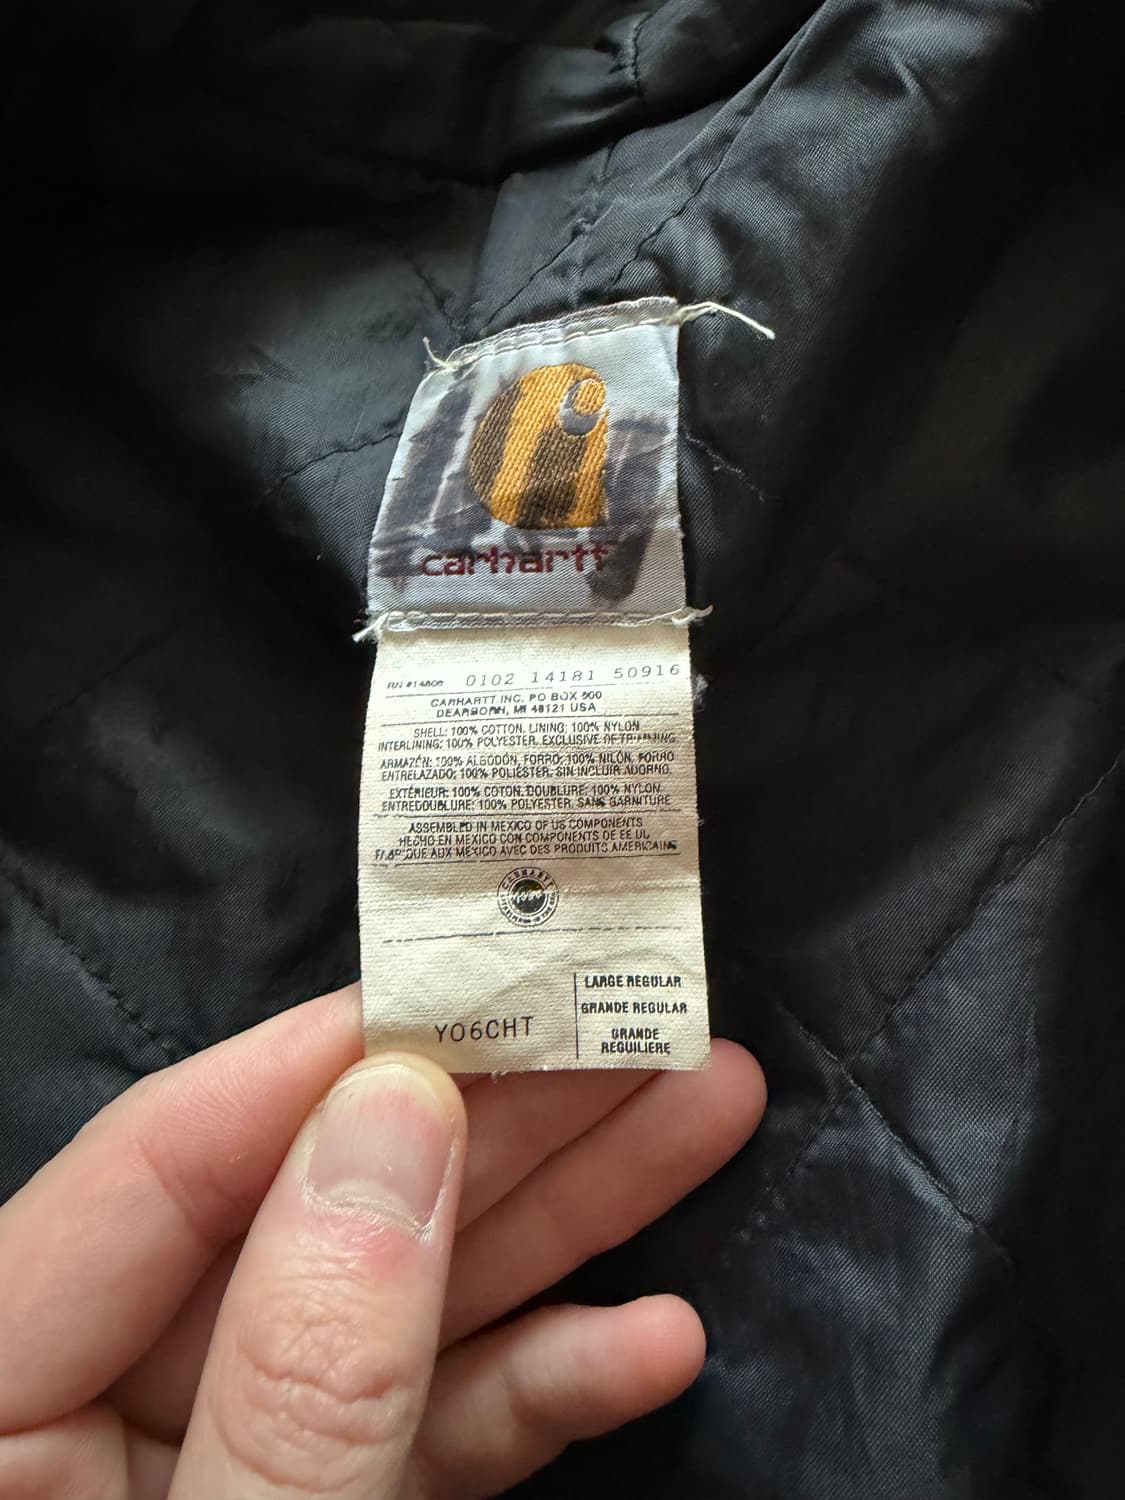 carhartt
RN #14806 0102 14181 50916
CARHARTT INC. PO BOX 600
DEARBORN, MI 48121 USA
SHELL: 100% COTTON. LINING: 100% NYLON
INTERLINING: 100% POLYESTER. EXCLUSIVE OF TRIMMING
ARMAZÉN: 100% ALGODÓN, FORRO: 100% NILÓN, FORRO
ENTRELAZADO: 100% POLIÉSTER. SIN INCLUIR ADORNO.
EXTÉRIEUR: 100% COTON. DOUBLURE: 100% NYLON
ENTREDOUBLURE: 100% POLYESTER, SANS GARNITURE
ASSEMBLED IN MEXICO OF US COMPONENTS
HECHO EN MEXICO CON COMPONENTES DE EE UU
FABRIQUE AUX MEXICO AVEC DES PRODUITS AMERICAINS
CARHARTT
LARGE REGULAR
GRANDE REGULAR
GRANDE
REGUILIERE
YO6CHT